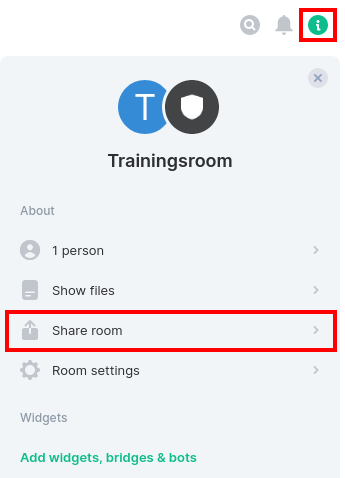 T
Trainingsroom
About
1 person
Show files
Share room
Room settings
Widgets
Add widgets, bridges & bots